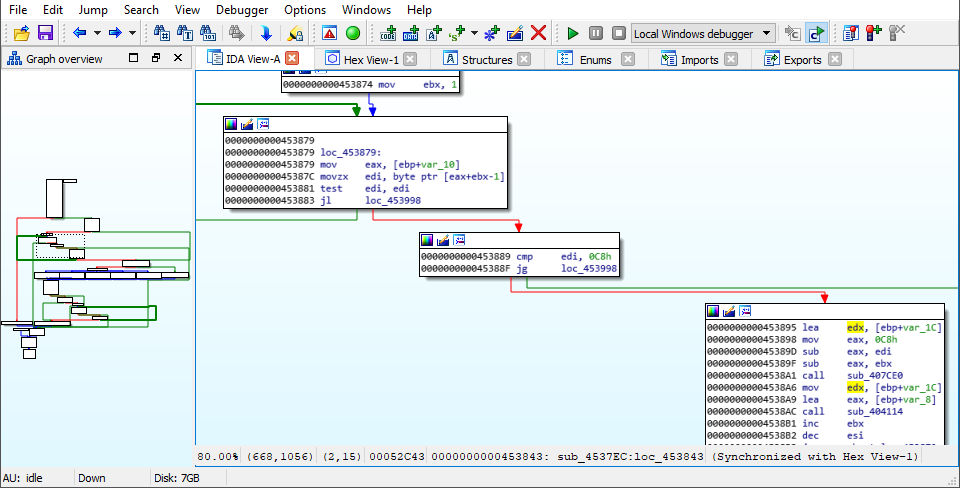 File Edit Jump Search View Debugger Options Windows Help
Local Windows debugger
Graph overview
IDA View-A Hex View-1 Structures Enums Imports Exports
0000000000453874 mov ebx, 1
0000000000453879
0000000000453879 loc_453879:
0000000000453879 mov eax, [ebp+var_10]
000000000045387C movzx edi, byte ptr [eax+ebx-1]
0000000000453881 test edi, edi
0000000000453883 jl loc_453998
0000000000453889 cmp edi, 0C8h
000000000045388F jg loc_453998
0000000000453895 lea edx, [ebp+var_1C]
0000000000453898 mov eax, 0C8h
000000000045389D sub eax, edi
000000000045389F sub eax, ebx
00000000004538A1 call sub_407CE0
00000000004538A6 mov edx, [ebp+var_1C]
00000000004538A9 lea eax, [ebp+var_8]
00000000004538AC call sub_404114
00000000004538B1 inc ebx
00000000004538B2 dec esi
80.00% (668,1056) (2,15) 00052C43 0000000000453843: sub_4537EC:loc_453843 (Synchronized with Hex View-1)
AU: idle Down Disk: 7GB